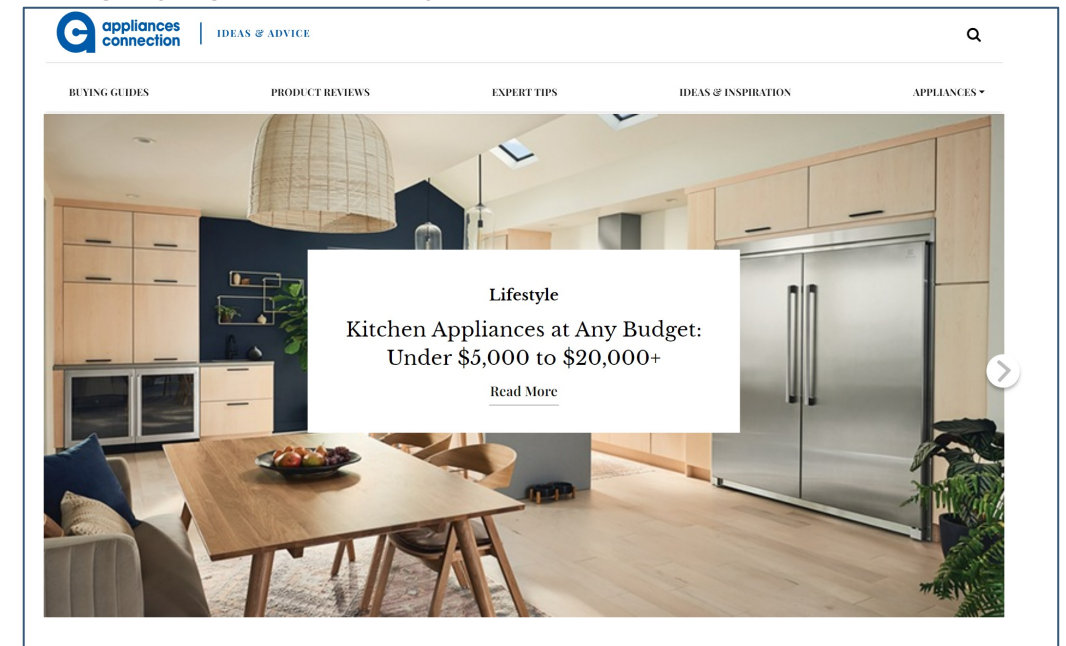 appliances
connection
IDEAS & ADVICE
BUYING GUIDES
PRODUCT REVIEWS
EXPERT TIPS
IDEAS & INSPIRATION
APPLIANCES
Lifestyle
Kitchen Appliances at Any Budget:
Under $5,000 to $20,000+
Read More